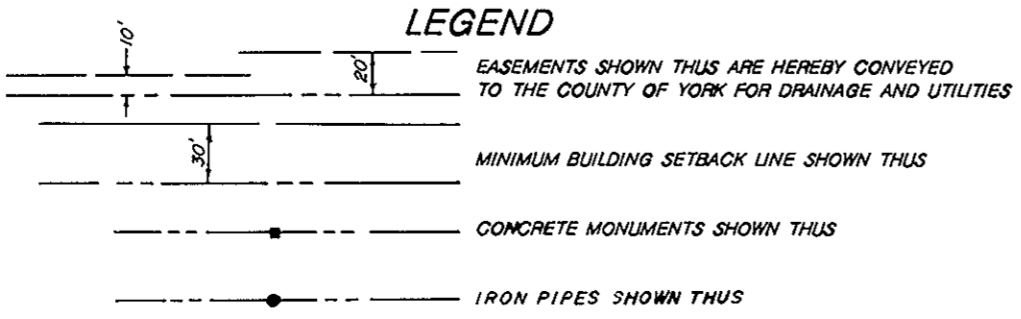 LEGEND
10'
20'
EASEMENTS SHOWN THUS ARE HEREBY CONVEYED
TO THE COUNTY OF YORK FOR DRAINAGE AND UTILITIES
30'
MINIMUM BUILDING SETBACK LINE SHOWN THUS
CONCRETE MONUMENTS SHOWN THUS
IRON PIPES SHOWN THUS